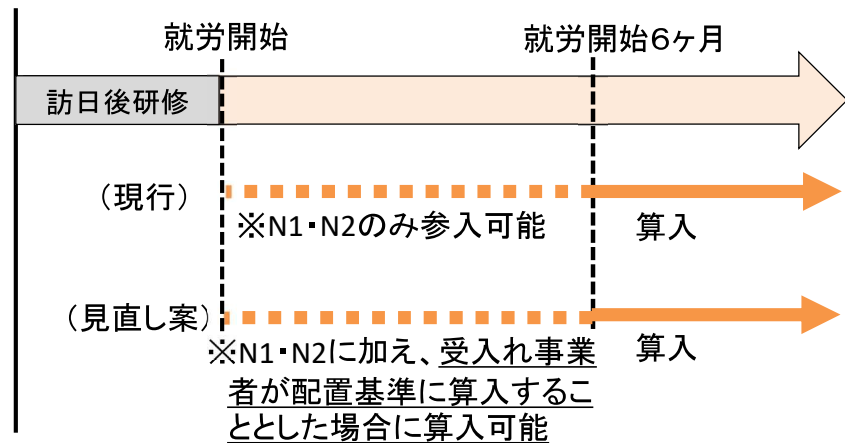 就労開始
就労開始6ヶ月
訪日後研修
（現行）
※N1・N2のみ参入可能
算入
（見直し案）
※N1・N2に加え、受入れ事業
者が配置基準に算入するこ
ととした場合に算入可能
算入